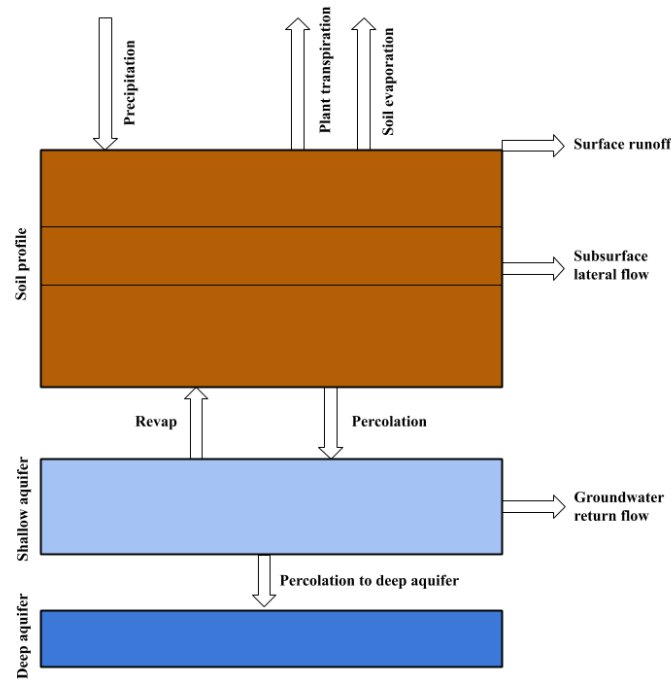 Precipitation
Plant transpiration
Soil evaporation
Surface runoff
Soil profile
Subsurface
lateral flow
Revap
Percolation
Shallow aquifer
Groundwater
return flow
Percolation to deep aquifer
Deep aquifer